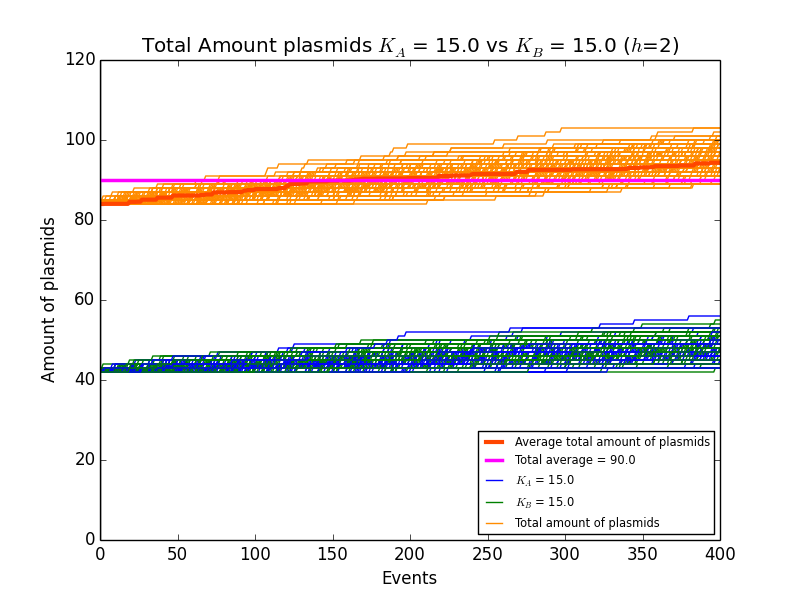 Total Amount plasmids K_A = 15.0 vs K_B = 15.0 (h=2)
120
100
80
60
40
20
0
Amount of plasmids
0 50 100 150 200 250 300 350 400
Events
Average total amount of plasmids
Total average = 90.0
K_A = 15.0
K_B = 15.0
Total amount of plasmids